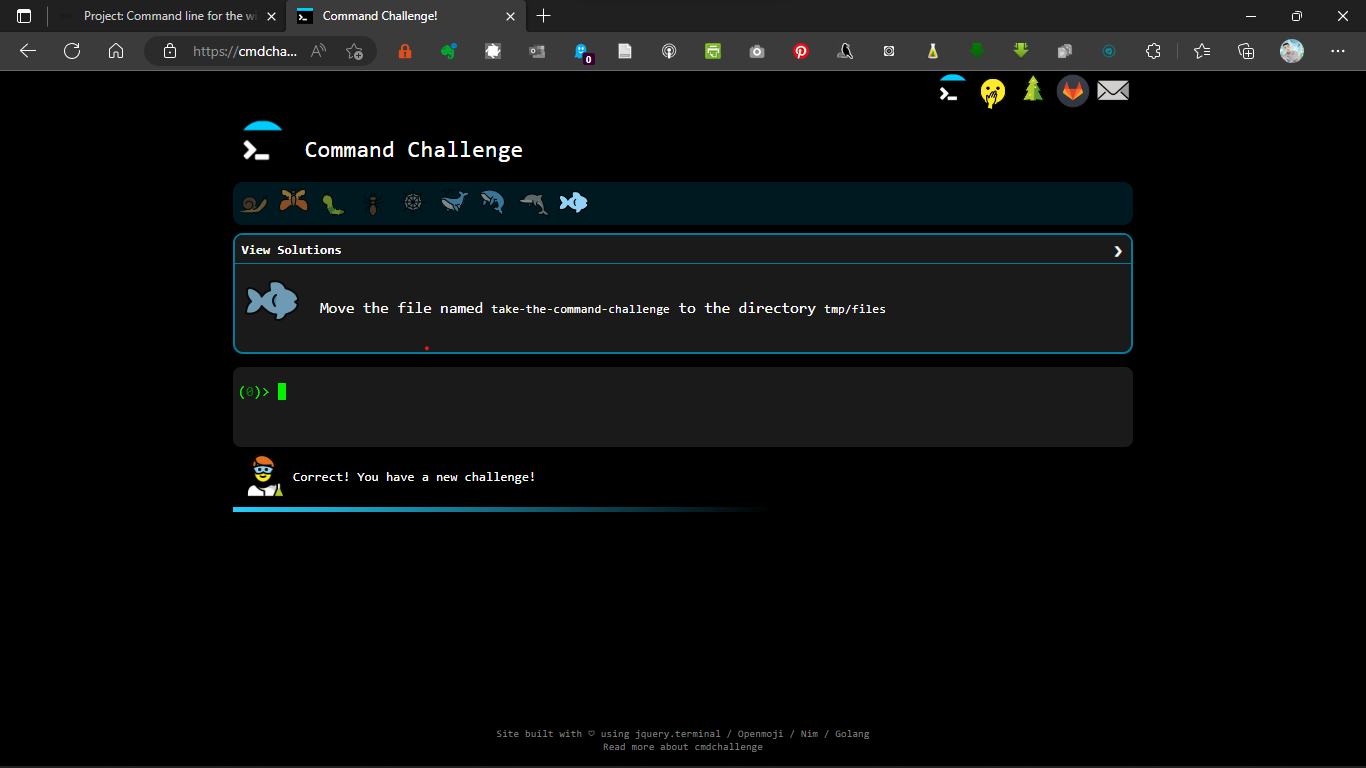 Project: Command line for the wi
Command Challenge!
https://cmdcha...
0
Command Challenge
View Solutions
Move the file named take-the-command-challenge to the directory tmp/files
(0)>
Correct! You have a new challenge!
Site built with ♡ using jquery.terminal / Openmoji / Nim / Golang
Read more about cmdchallenge